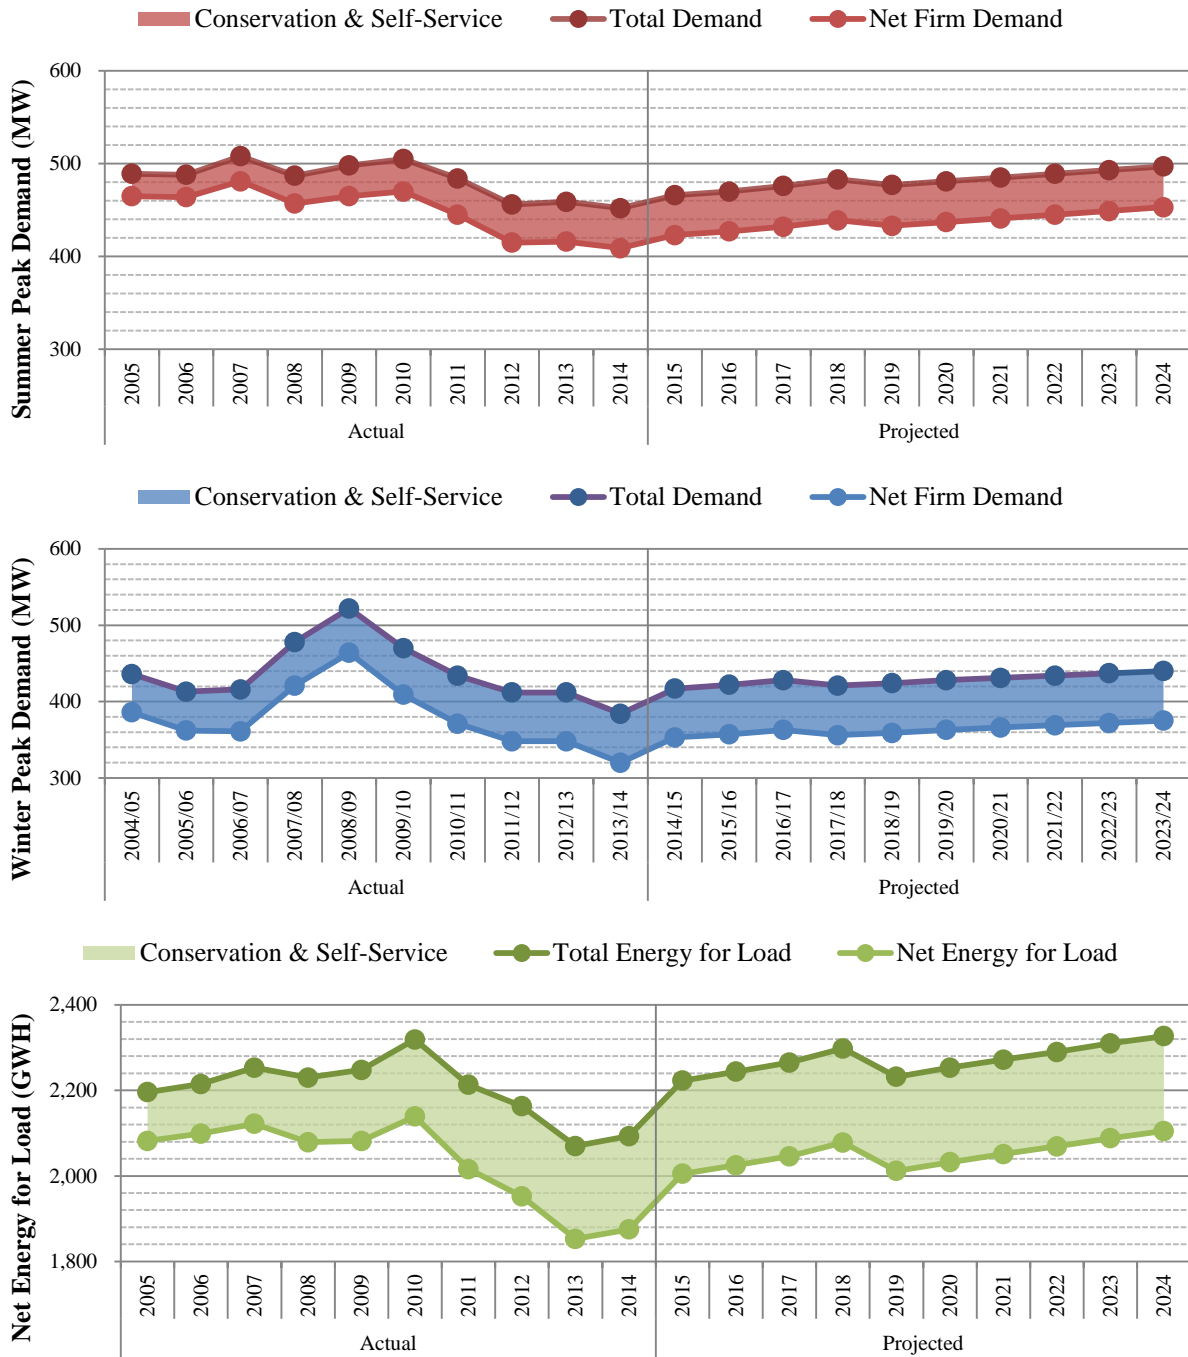 Conservation & Self-Service Total Demand Net Firm Demand
Summer Peak Demand (MW)
600
500
400
300
2005 2006 2007 2008 2009 2010 2011 2012 2013 2014 2015 2016 2017 2018 2019 2020 2021 2022 2023 2024
Actual Projected
Conservation & Self-Service Total Demand Net Firm Demand
Winter Peak Demand (MW)
600
500
400
300
2004/05 2005/06 2006/07 2007/08 2008/09 2009/10 2010/11 2011/12 2012/13 2013/14 2014/15 2015/16 2016/17 2017/18 2018/19 2019/20 2020/21 2021/22 2022/23 2023/24
Actual Projected
Conservation & Self-Service Total Energy for Load Net Energy for Load
Net Energy for Load (GWH)
2,400
2,200
2,000
1,800
2005 2006 2007 2008 2009 2010 2011 2012 2013 2014 2015 2016 2017 2018 2019 2020 2021 2022 2023 2024
Actual Projected